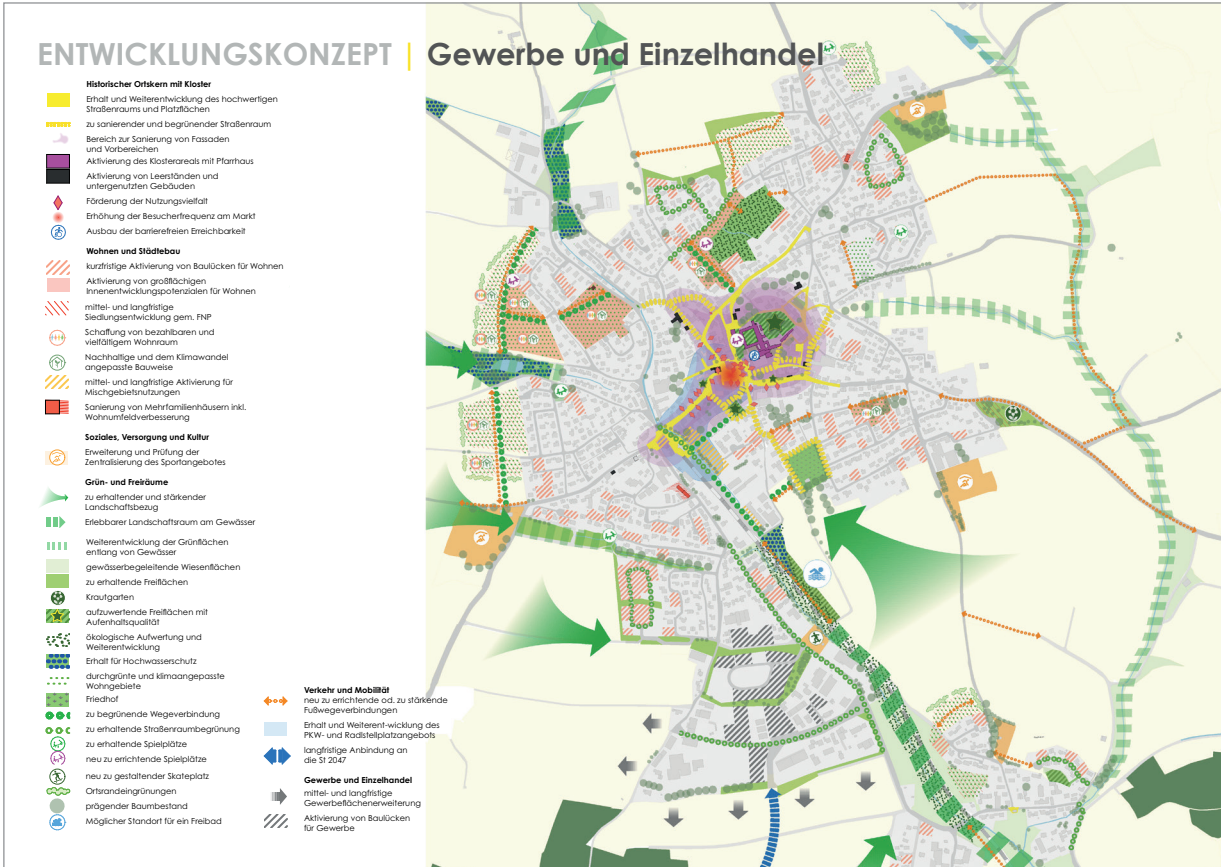 ENTWICKLUNGSKONZEPT | Gewerbe und Einzelhandel
Historischer Ortskern mit Kloster
Erhalt und Weiterentwicklung des hochwertigen
Straßenraums und Platzflächen
zu sanierender und begrünender Straßenraum
Bereich zur Sanierung von Fassaden
und Vorbereichen
Aktivierung des Klosterareals mit Pfarrhaus
Aktivierung von Leerständen und
untergenutzten Gebäuden
Förderung der Nutzungsvielfalt
Erhöhung der Besucherfrequenz am Markt
Ausbau der barrierefreien Erreichbarkeit
Wohnen und Städtebau
kurzfristige Aktivierung von Baulücken für Wohnen
Aktivierung von großflächigen
Innenentwicklungspotenzialen für Wohnen
mittel- und langfristige
Siedlungsentwicklung gem. FNP
Schaffung von bezahlbaren und
vielfältigem Wohnraum
Nachhaltige und dem Klimawandel
angepasste Bauweise
mittel- und langfristige Aktivierung für
Mischgebietsnutzungen
Sanierung von Mehrfamilienhäusern inkl.
Wohnumfeldverbesserung
Soziales, Versorgung und Kultur
Erweiterung und Prüfung der
Zentralisierung des Sportangebotes
Grün- und Freiräume
zu erhaltender und stärkender
Landschaftsbezug
Erlebbarer Landschaftsraum am Gewässer
Weiterentwicklung der Grünflächen
entlang von Gewässer
gewässerbegeleitende Wiesenflächen
zu erhaltende Freiflächen
Krautgarten
aufzuwertende Freiflächen mit
Aufenhaltsqualität
ökologische Aufwertung und
Weiterentwicklung
Erhalt für Hochwasserschutz
durchgrünte und klimaangepasste
Wohngebiete
Friedhof
zu begrünende Wegeverbindung
zu erhaltende Straßenraumbegrünung
zu erhaltende Spielplätze
neu zu errichtende Spielplätze
neu zu gestaltender Skateplatz
Ortsrandeingrünungen
prägender Baumbestand
Möglicher Standort für ein Freibad
Verkehr und Mobilität
neu zu errichtende od. zu stärkende
Fußwegeverbindungen
Erhalt und Weiterent-wicklung des
PKW- und Radlstellplatzangebots
langfristige Anbindung an
die St 2047
Gewerbe und Einzelhandel
mittel- und langfristige
Gewerbeflächenerweiterung
Aktivierung von Baulücken
für Gewerbe